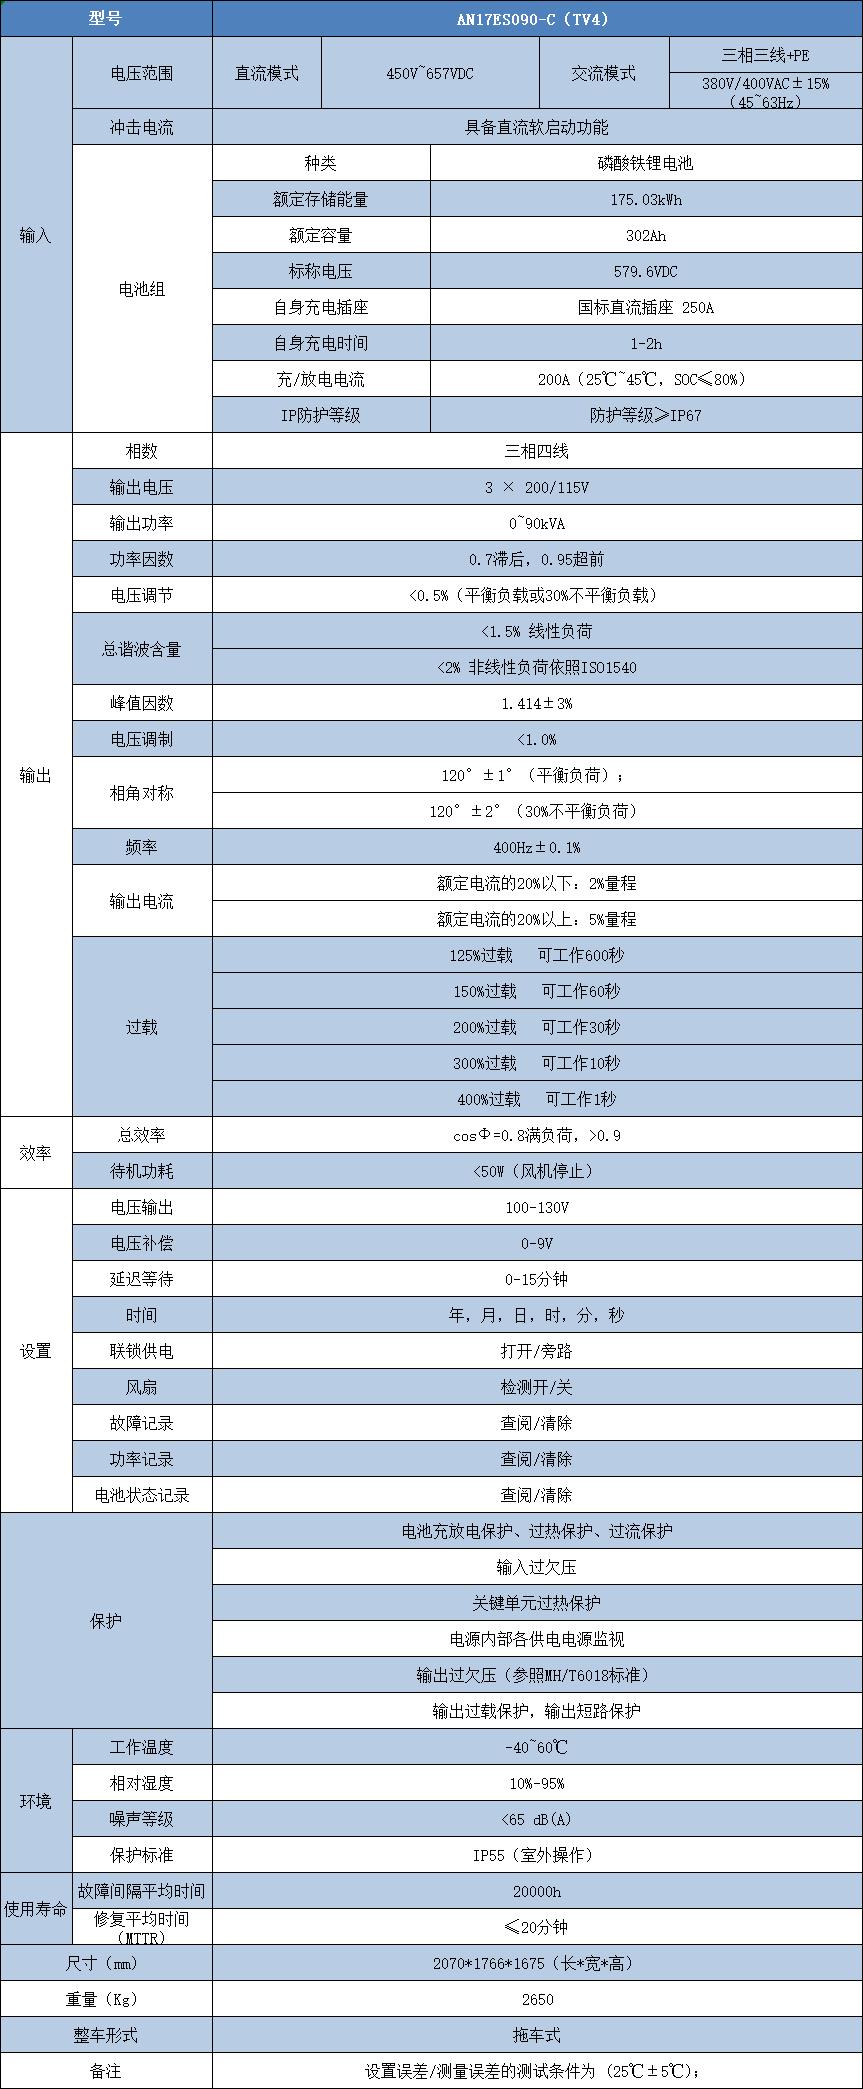 型号 AN17ES090-C（TV4）
输入 电压范围 直流模式 450V~657VDC 交流模式 三相三线+PE
380V/400VAC±15%
（45~63Hz）
冲击电流 具备直流软启动功能
电池组 种类 磷酸铁锂电池
额定存储能量 175.03kWh
额定容量 302Ah
标称电压 579.6VDC
自身充电插座 国标直流插座 250A
自身充电时间 1-2h
充/放电电流 200A（25℃~45℃，SOC≤80%）
IP防护等级 防护等级≥IP67
输出 相数 三相四线
输出电压 3 × 200/115V
输出功率 0~90kVA
功率因数 0.7滞后，0.95超前
电压调节 <0.5%（平衡负载或30%不平衡负载）
总谐波含量 <1.5% 线性负荷
<2% 非线性负荷依照ISO1540
峰值因数 1.414±3%
电压调制 <1.0%
相角对称 120°±1°（平衡负荷）；
120°±2°（30%不平衡负荷）
频率 400Hz±0.1%
输出电流 额定电流的20%以下：2%量程
额定电流的20%以上：5%量程
过载 125%过载 可工作600秒
150%过载 可工作60秒
200%过载 可工作30秒
300%过载 可工作10秒
400%过载 可工作1秒
效率 总效率 cosΦ=0.8满负荷，>0.9
待机功耗 <50W（风机停止）
设置 电压输出 100-130V
电压补偿 0-9V
延迟等待 0-15分钟
时间 年，月，日，时，分，秒
联锁供电 打开/旁路
风扇 检测开/关
故障记录 查阅/清除
功率记录 查阅/清除
电池状态记录 查阅/清除
保护 电池充放电保护、过热保护、过流保护
输入过欠压
关键单元过热保护
电源内部各供电电源监视
输出过欠压（参照MH/T6018标准）
输出过载保护，输出短路保护
环境 工作温度 -40~60℃
相对湿度 10%-95%
噪声等级 <65 dB(A)
保护标准 IP55（室外操作）
使用寿命 故障间隔平均时间 20000h
修复平均时间
（MTTR） ≤20分钟
尺寸（mm） 2070*1766*1675（长*宽*高）
重量（Kg） 2650
整车形式 拖车式
备注 设置误差/测量误差的测试条件为 (25℃±5℃)；